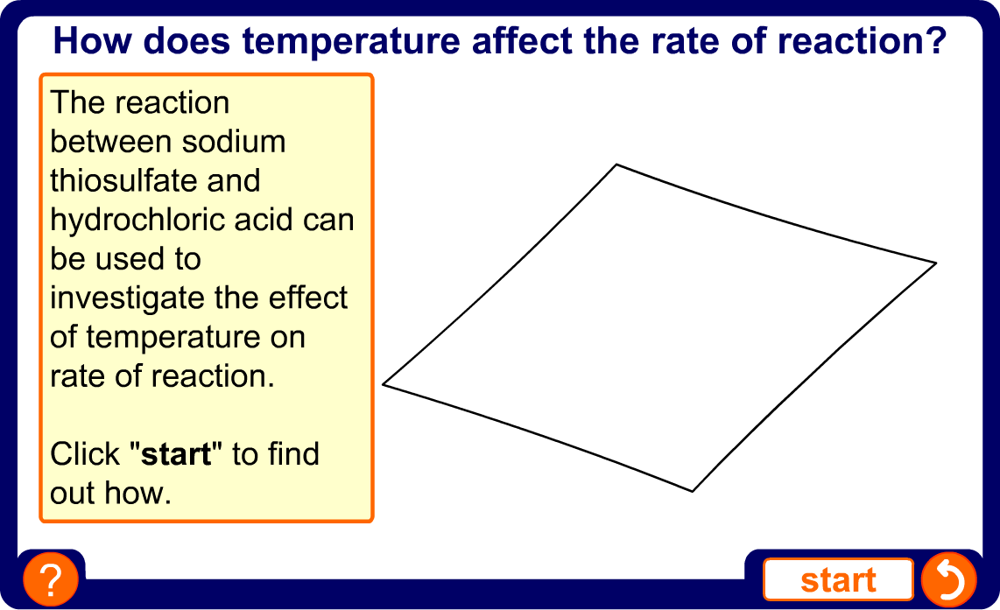 How does temperature affect the rate of reaction?
The reaction
between sodium
thiosulfate and
hydrochloric acid can
be used to
investigate the effect
of temperature on
rate of reaction.
Click "start" to find
out how.
?
start